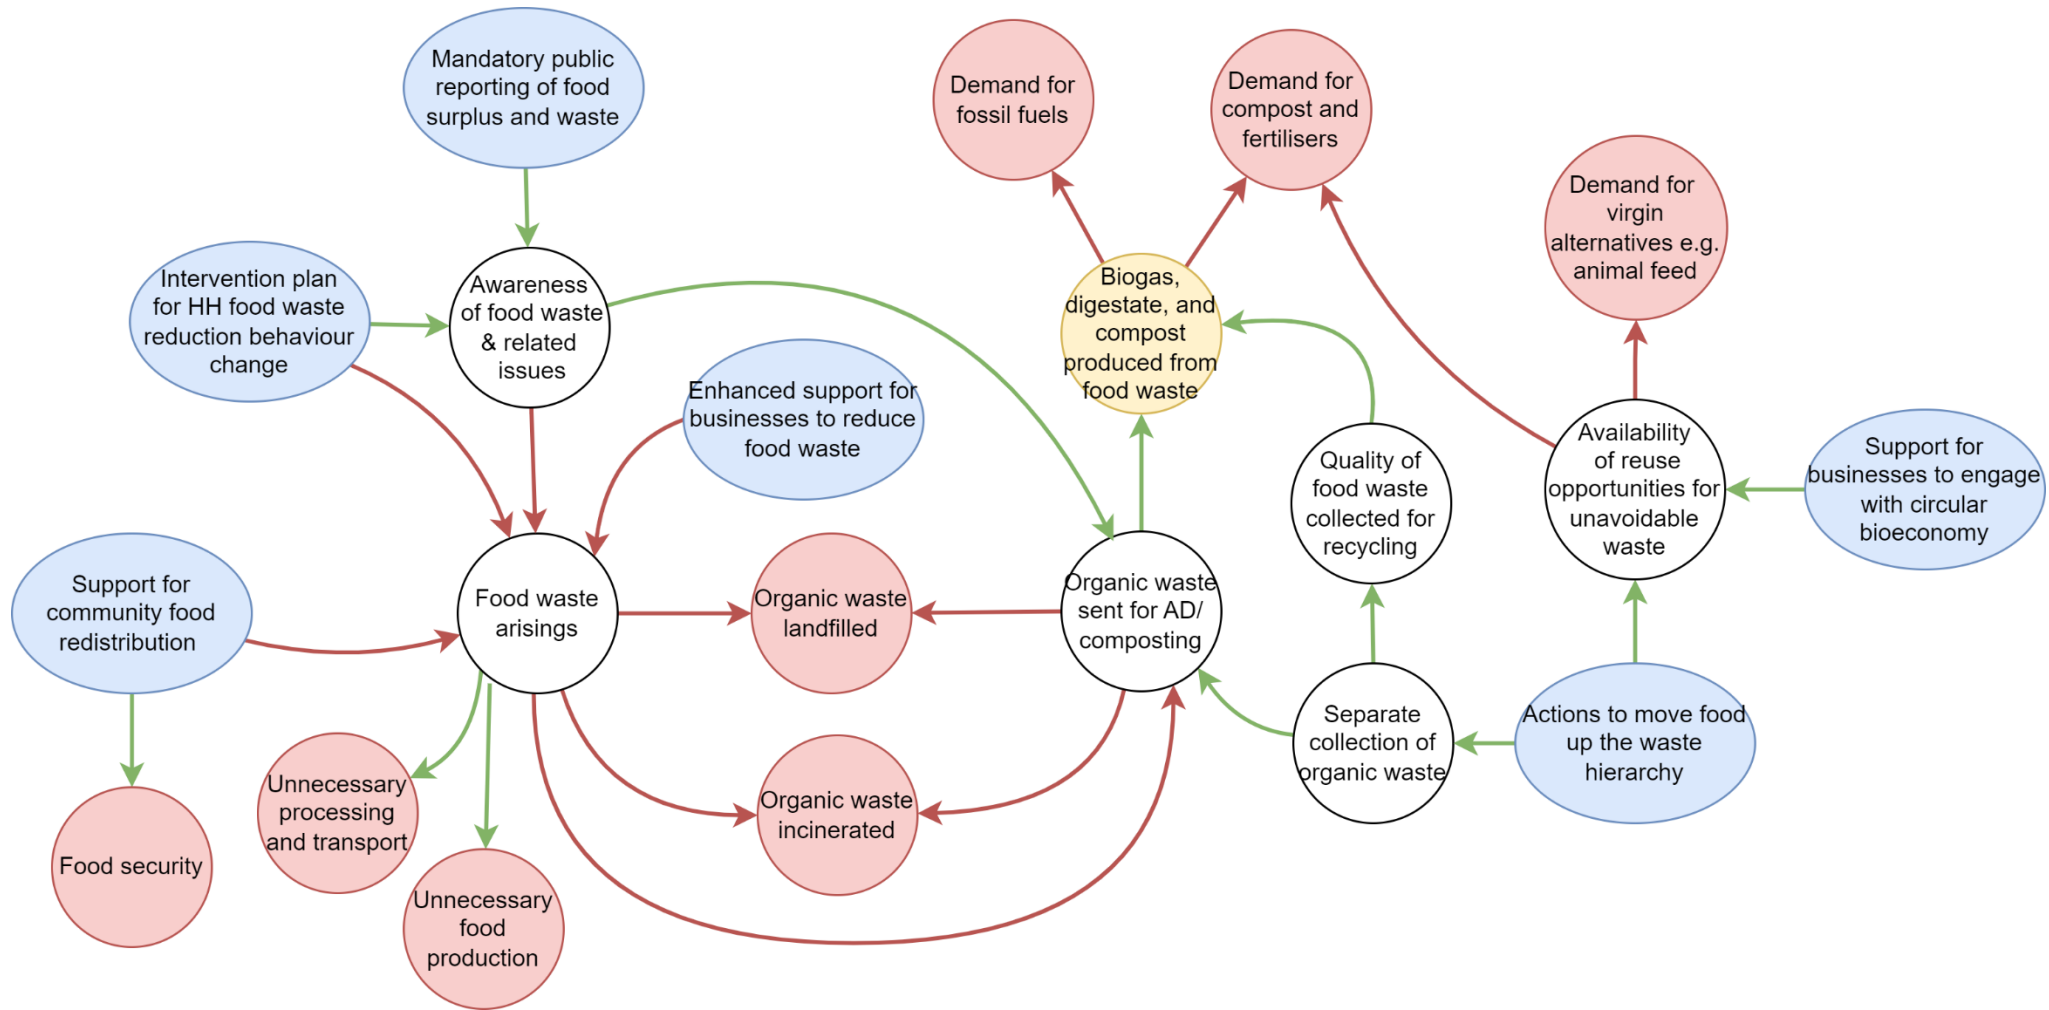 Mandatory public
reporting of food
surplus and waste
Demand for
fossil fuels
Demand for
compost and
fertilisers
Demand for
virgin
alternatives e.g.
animal feed
Intervention plan
for HH food waste
reduction behaviour
change
Awareness
of food waste
& related
issues
Biogas,
digestate, and
compost
produced from
food waste
Enhanced support for
businesses to reduce
food waste
Quality of
food waste
collected for
recycling
Availability
of reuse
opportunities for
unavoidable
waste
Support for
businesses to engage
with circular
bioeconomy
Support for
community food
redistribution
Food waste
arisings
Organic waste
landfilled
Organic waste
sent for AD/
composting
Separate
collection of
organic waste
Actions to move food
up the waste
hierarchy
Food security
Unnecessary
processing
and transport
Unnecessary
food
production
Organic waste
incinerated